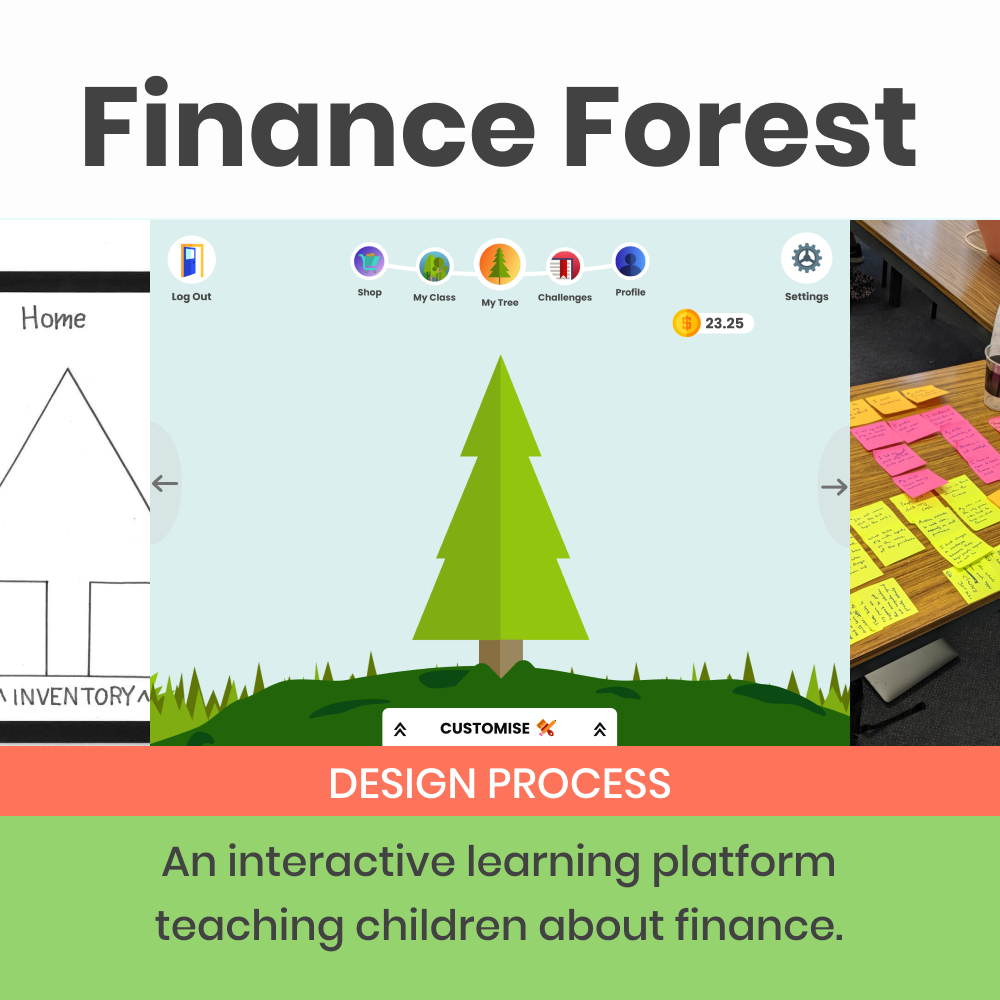 Finance Forest
Home
INVENTORY
Log Out
Shop
My Class
My Tree
Challenges
Profile
Settings
$ 23.25
CUSTOMISE
DESIGN PROCESS
An interactive learning platform
teaching children about finance.